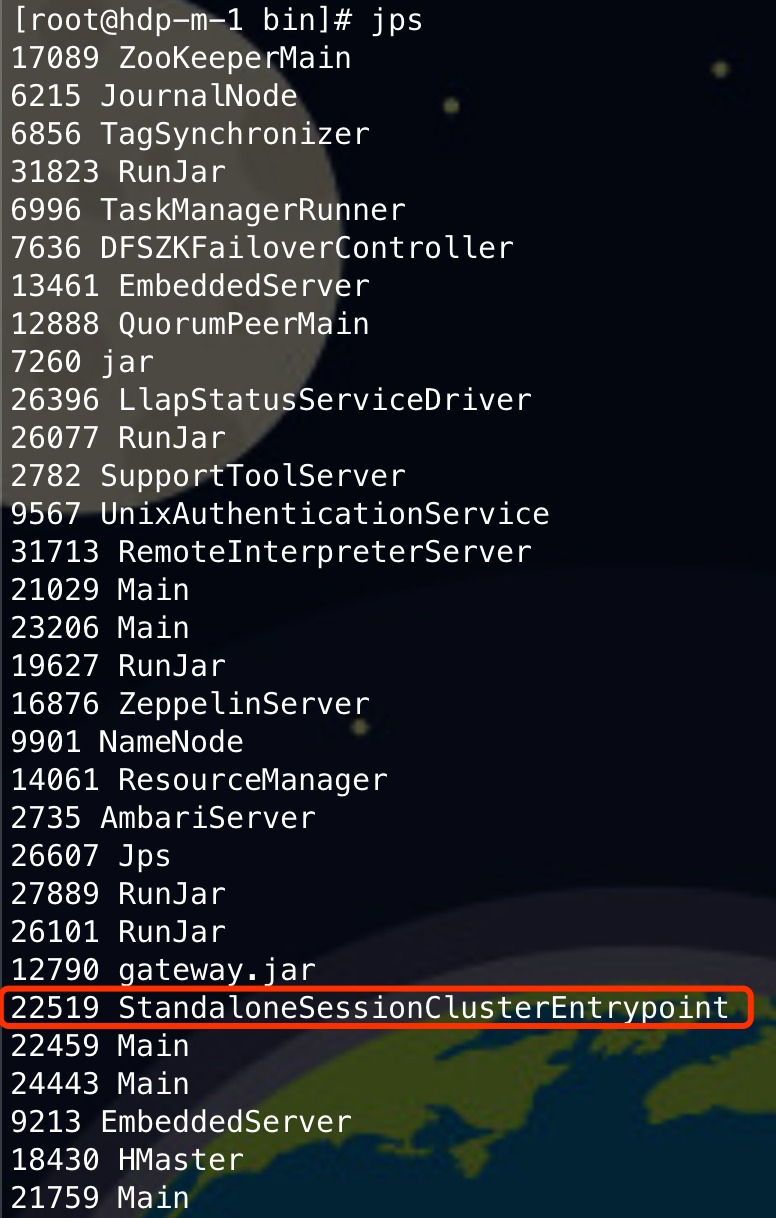 [root@hdp-m-1 bin]# jps
17089 ZooKeeperMain
6215 JournalNode
6856 TagSynchronizer
31823 RunJar
6996 TaskManagerRunner
7636 DFSZKFailoverController
13461 EmbeddedServer
12888 QuorumPeerMain
7260 jar
26396 LlapStatusServiceDriver
26077 RunJar
2782 SupportToolServer
9567 UnixAuthenticationService
31713 RemoteInterpreterServer
21029 Main
23206 Main
19627 RunJar
16876 ZeppelinServer
9901 NameNode
14061 ResourceManager
2735 AmbariServer
26607 Jps
27889 RunJar
26101 RunJar
12790 gateway.jar
22519 StandaloneSessionClusterEntrypoint
22459 Main
24443 Main
9213 EmbeddedServer
18430 HMaster
21759 Main